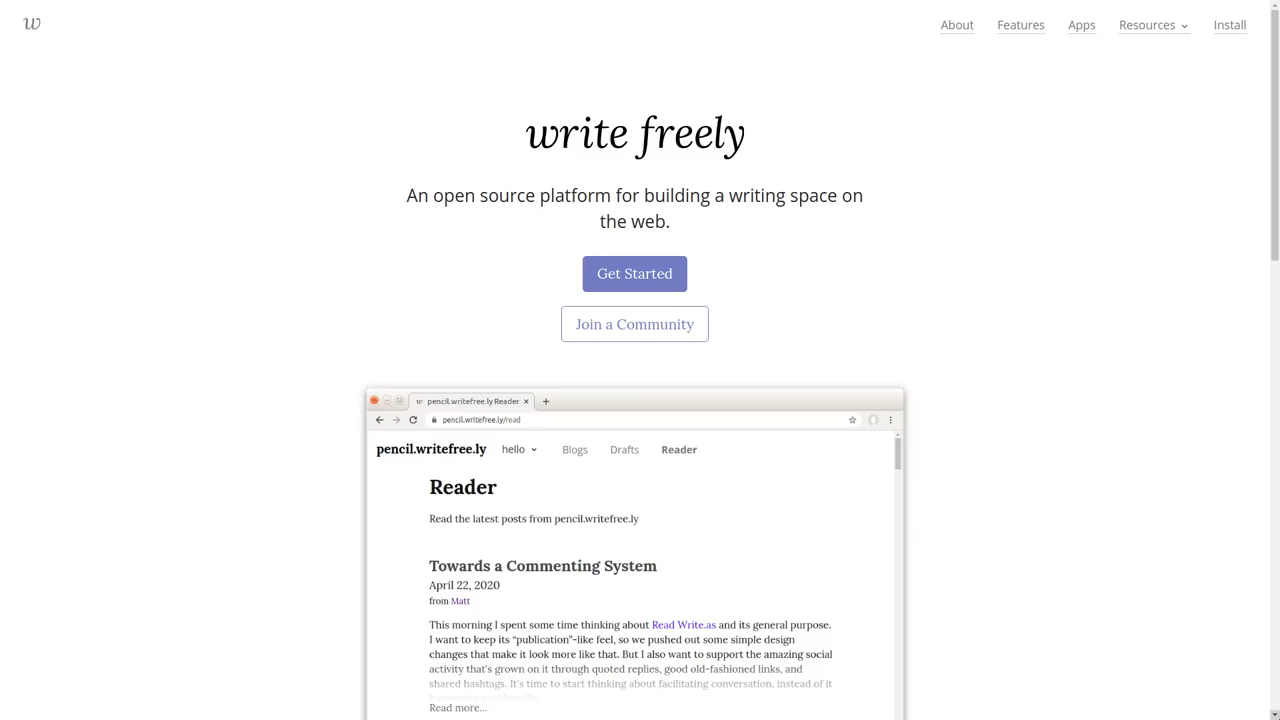 w
About Features Apps Resources Install
write freely
An open source platform for building a writing space on
the web.
Get Started
Join a Community
pencil.writefree.ly Reader
pencil.writefree.ly/read
pencil.writefree.ly hello Blogs Drafts Reader
Reader
Read the latest posts from pencil.writefree.ly
Towards a Commenting System
April 22, 2020
from Matt
This morning I spent some time thinking about Read Write.as and its general purpose.
I want to keep its “publication”-like feel, so we pushed out some simple design
changes that make it look more like that. But I also want to support the amazing social
activity that's grown on it through quoted replies, good old-fashioned links, and
shared hashtags. It's time to start thinking about facilitating conversation, instead of it
Read more...